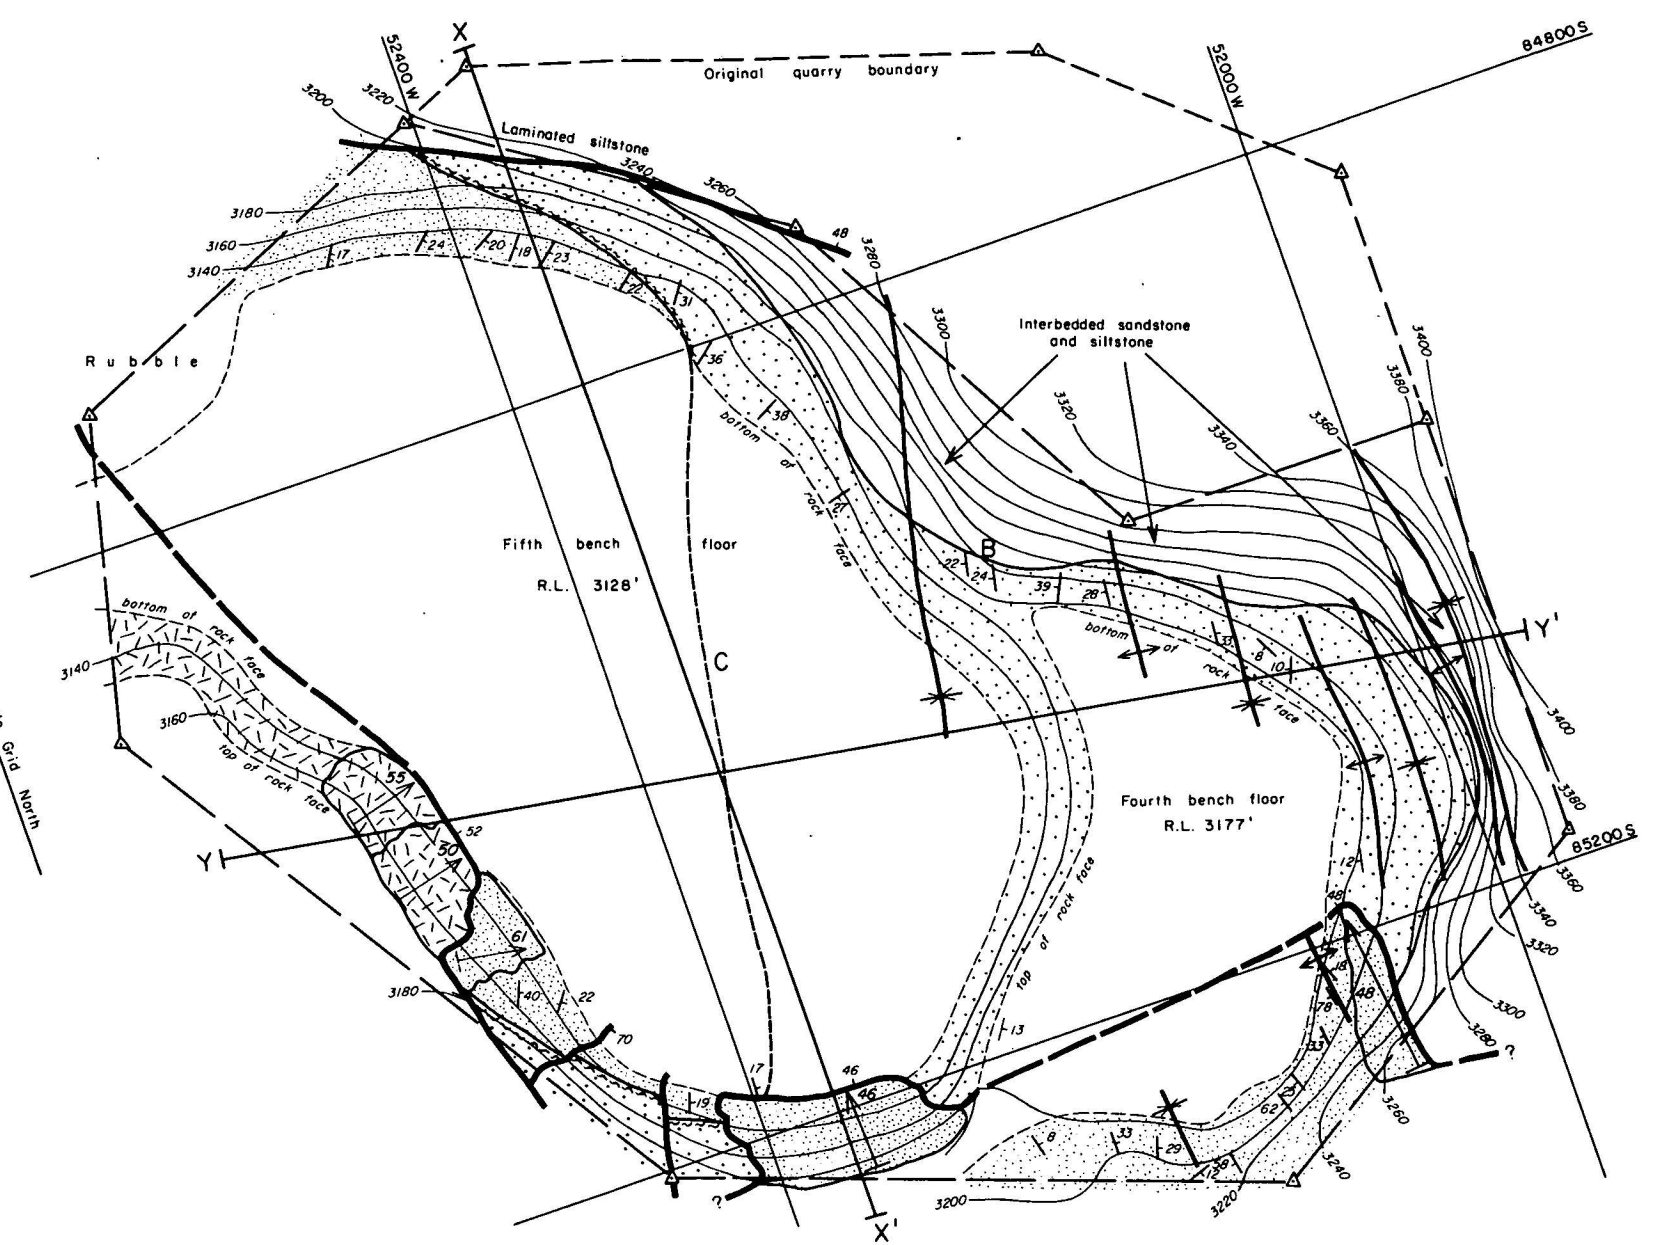 X
52400 W
84800 S
3200
3220
Original quarry boundary
52000 W
Laminated siltstone
3240
3260
3180
48
3160
3280
3140
17
24
20
18
23
22
31
3300
Interbedded sandstone
and siltstone
3400
Rubble
36
3380
38
3320
bottom of rock face
3340
3360
27
Fifth bench floor
R.L. 3128'
B
22
24
39
28
bottom of rock face
bottom of rock face
33
8
10
Y'
3140
C
3160
3400
top of rock face
Grid North
55
3380
Fourth bench floor
R.L. 3177'
52
50
85200 S
Y
12
3360
top of rock face
48
3340
61
3320
18
3180
40
22
48
78
3300
13
70
33
3280
?
17
46
19
46
62
3260
8
33
29
58
12
3240
?
3200
3220
X'